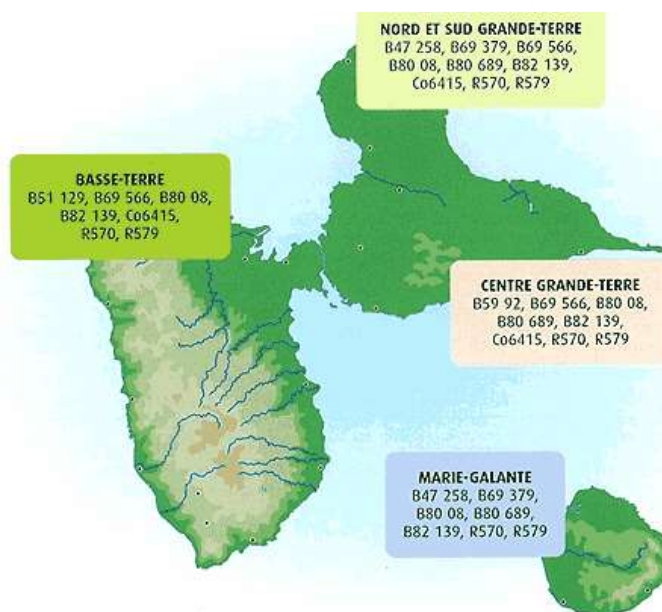 NORD ET SUD GRANDE-TERRE
B47 258, B69 379, B69 566,
B80 08, B80 689, B82 139,
Co6415, R570, R579
BASSE-TERRE
B51 129, B69 566, B80 08,
B82 139, Co6415,
R570, R579
CENTRE GRANDE-TERRE
B59 92, B69 566, B80 08,
B80 689, B82 139,
Co6415, R570, R579
MARIE-GALANTE
B47 258, B69 379,
B80 08, B80 689,
B82 139, R570, R579